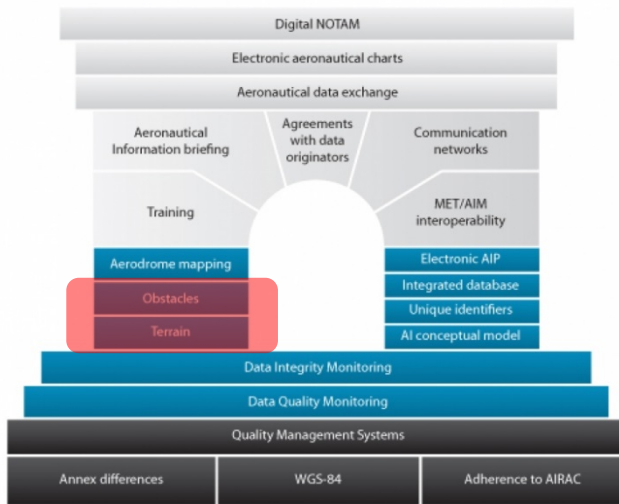 Digital NOTAM
Electronic aeronautical charts
Aeronautical data exchange
Aeronautical
Information briefing
Agreements
with data
originators
Communication
networks
Training
MET/AIM
interoperability
Aerodrome mapping
Obstacles
Terrain
Electronic AIP
Integrated database
Unique identifiers
AI conceptual model
Data Integrity Monitoring
Data Quality Monitoring
Quality Management Systems
Annex differences
WGS-84
Adherence to AIRAC